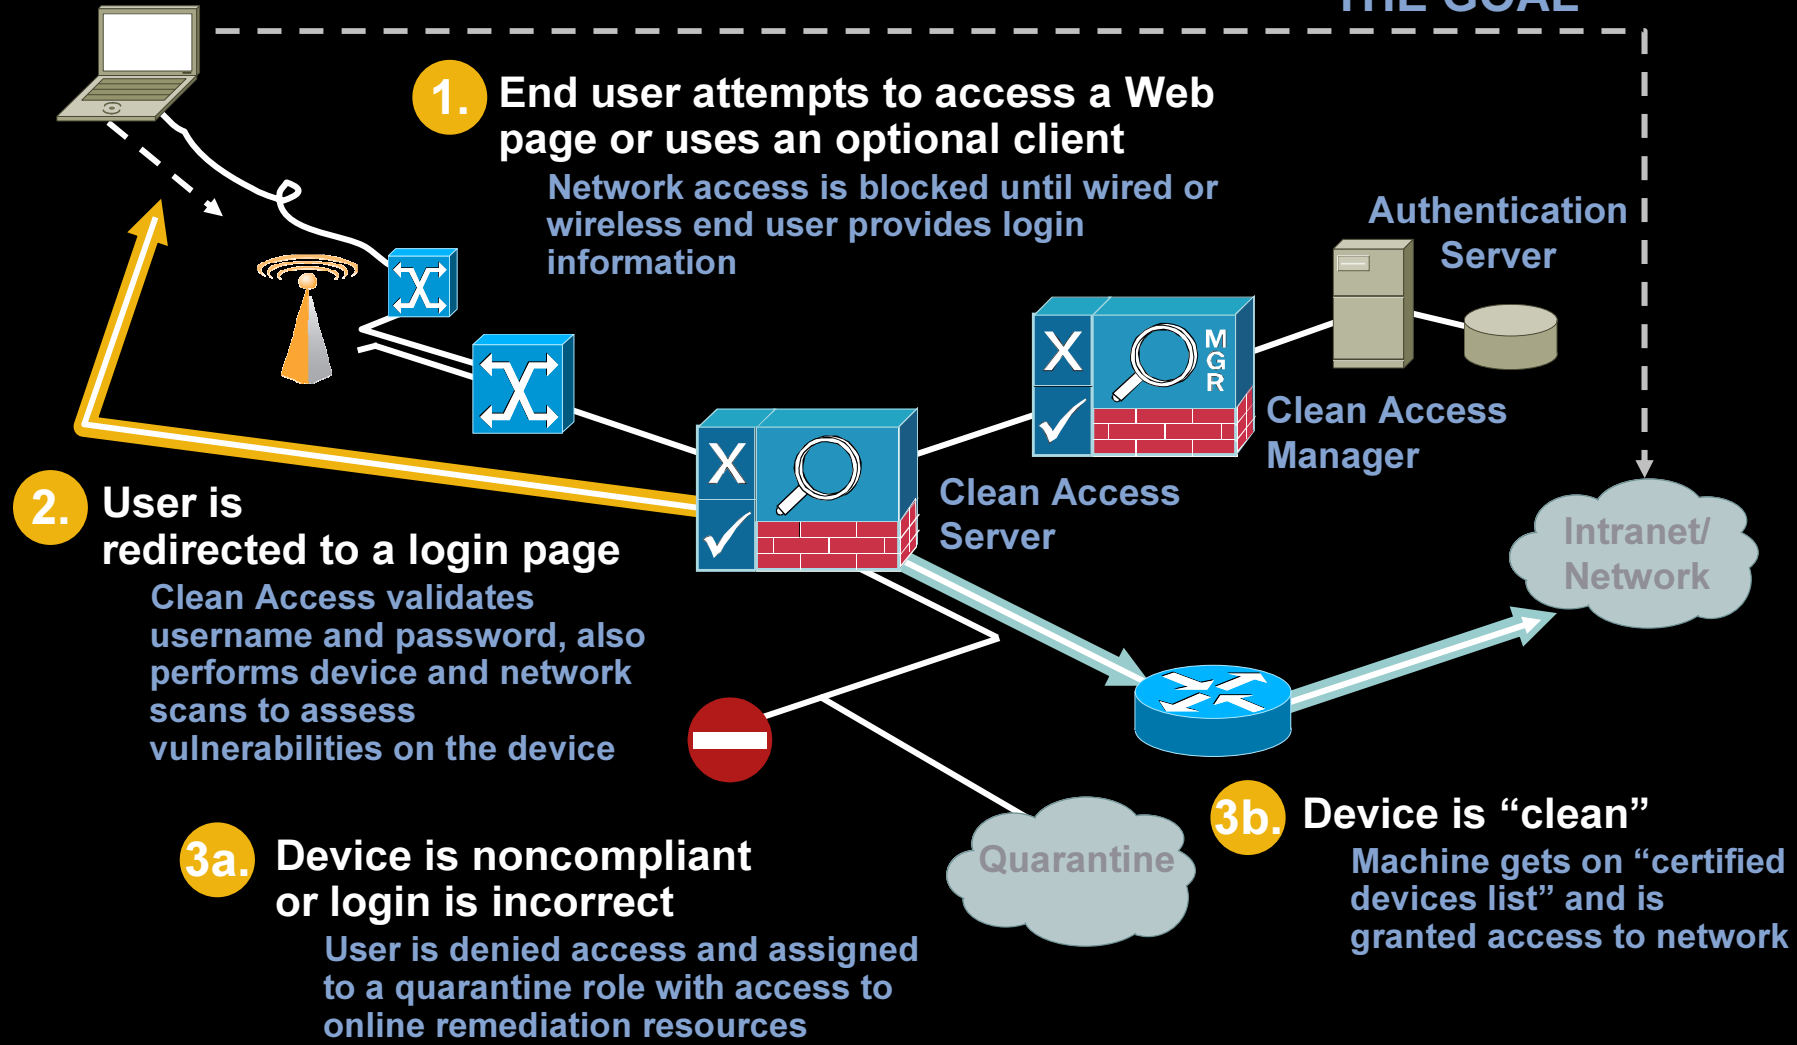 THE GOAL
1. End user attempts to access a Web
page or uses an optional client
Network access is blocked until wired or
wireless end user provides login
information
Authentication
Server
M
G
R
X
Clean Access
Manager
X
Clean Access
Server
2. User is
redirected to a login page
Clean Access validates
username and password, also
performs device and network
scans to assess
vulnerabilities on the device
Intranet/
Network
3a. Device is noncompliant
or login is incorrect
User is denied access and assigned
to a quarantine role with access to
online remediation resources
Quarantine
3b. Device is “clean”
Machine gets on “certified
devices list” and is
granted access to network